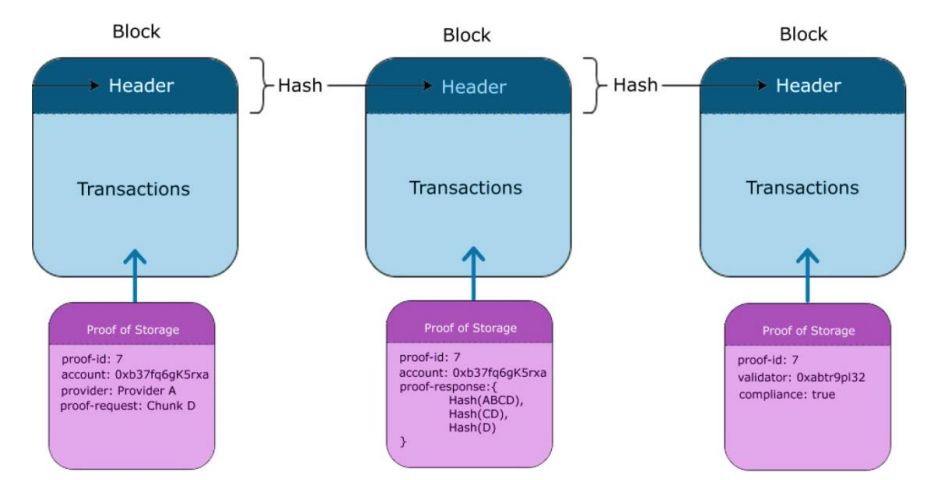 Block
Header
Transactions
Hash
Block
Header
Transactions
Hash
Block
Header
Transactions
Proof of Storage
proof-id: 7
account: 0xb37fq6gK5rxa
provider: Provider A
proof-request: Chunk D
Proof of Storage
proof-id: 7
account: 0xb37fq6gK5rxa
proof-response:{
Hash(ABCD),
Hash(CD),
Hash(D)
}
Proof of Storage
proof-id: 7
validator: 0xabtr9pl32
compliance: true